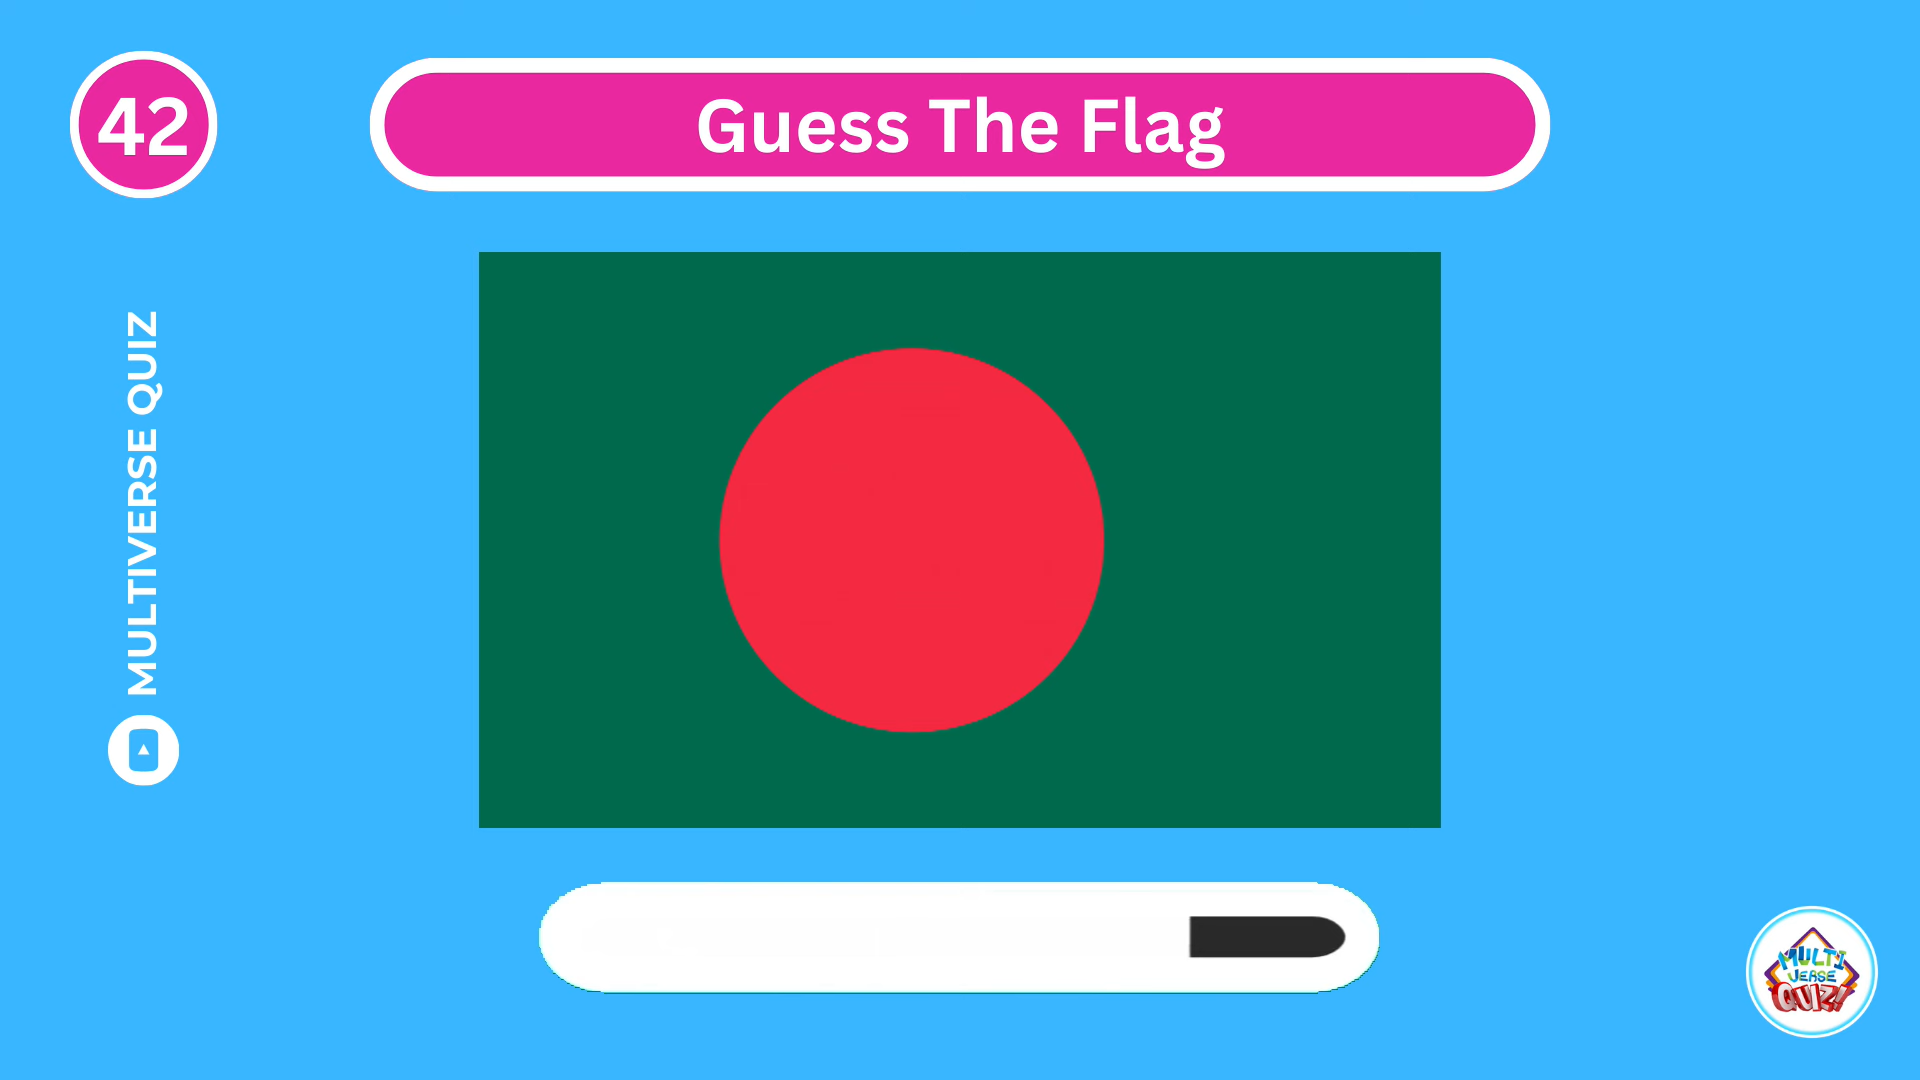 42
Guess The Flag
MULTIVERSE QUIZ
MULTI
VERSE
QUIZ!